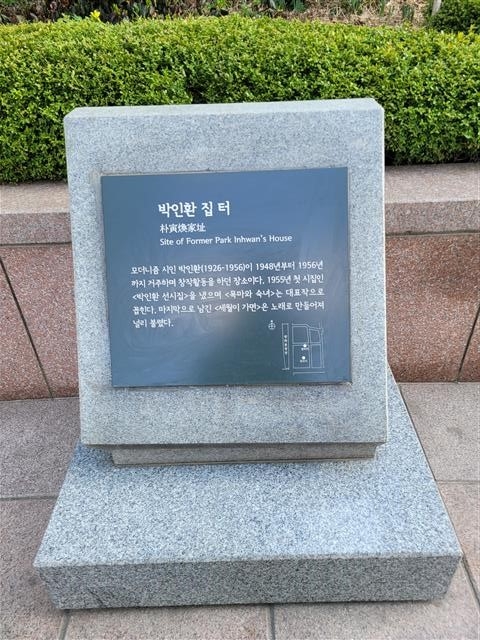 박인환 집 터
朴寅煥家址
Site of Former Park Inhwan's House
모더니즘 시인 박인환(1926-1956)이 1948년부터 1956년
까지 거주하며 창작활동을 하던 장소이다. 1955년 첫 시집인
<박인환 선시집>을 냈으며 <목마와 숙녀>는 대표작으로
꼽힌다. 마지막으로 남긴 <세월이 가면>은 노래로 만들어져
널리 불렸다.